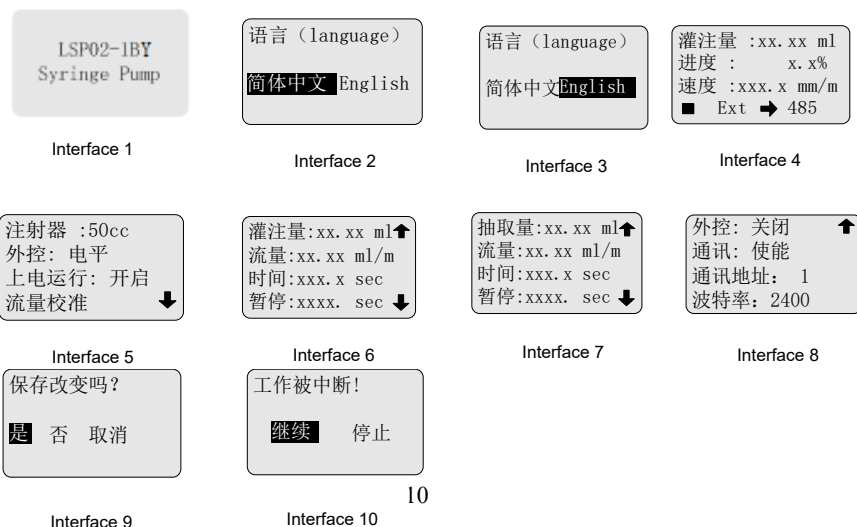 LSP02-1BY
Syringe Pump
Interface 1
语言（language）
简体中文 English
Interface 2
语言（language）
简体中文English
Interface 3
灌注量 :xx.xx ml
进度 : x.x%
速度 :xxx.x mm/m
■ Ext ➡ 485
Interface 4
注射器 :50cc
外控: 电平
上电运行: 开启
流量校准 ⬇
Interface 5
灌注量:xx.xx ml⬆
流量:xx.xx ml/m
时间:xxx.x sec
暂停:xxxx. sec ⬇
Interface 6
抽取量:xx.xx ml⬆
流量:xx.xx ml/m
时间:xxx.x sec
暂停:xxxx. sec ⬇
Interface 7
外控: 关闭 ⬆
通讯: 使能
通讯地址: 1
波特率: 2400
Interface 8
保存改变吗?
是 否 取消
Interface 9
工作被中断!
继续 停止
Interface 10
10